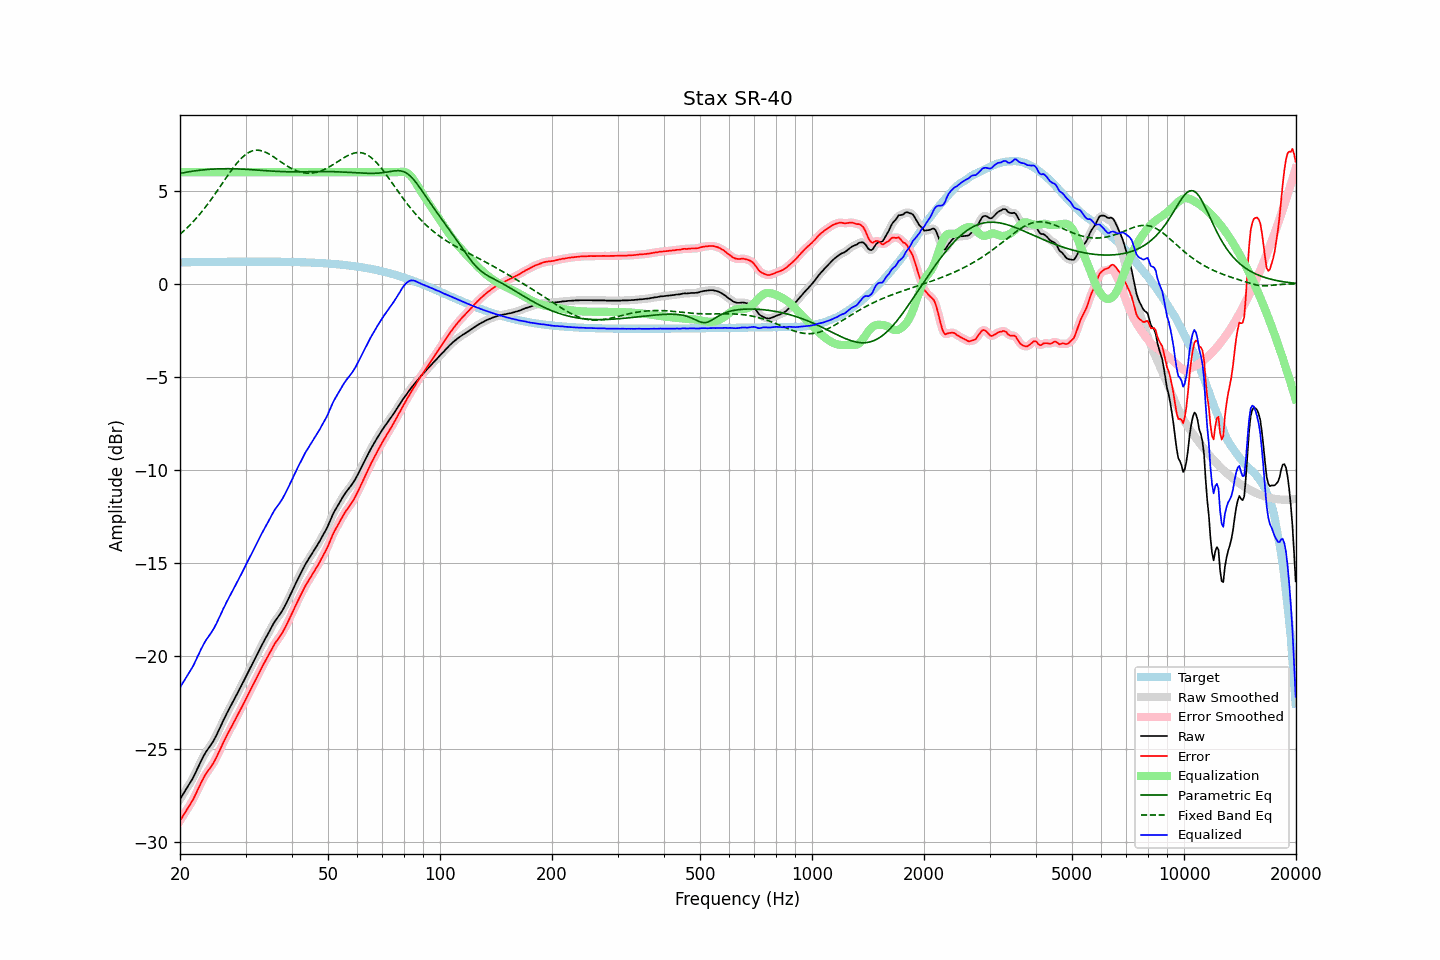 Stax SR-40
Amplitude (dBr)
5
0
−5
−10
−15
−20
−25
−30
20
50
100
200
500
1000
2000
5000
10000
20000
Frequency (Hz)
Target
Raw Smoothed
Error Smoothed
Raw
Error
Equalization
Parametric Eq
Fixed Band Eq
Equalized